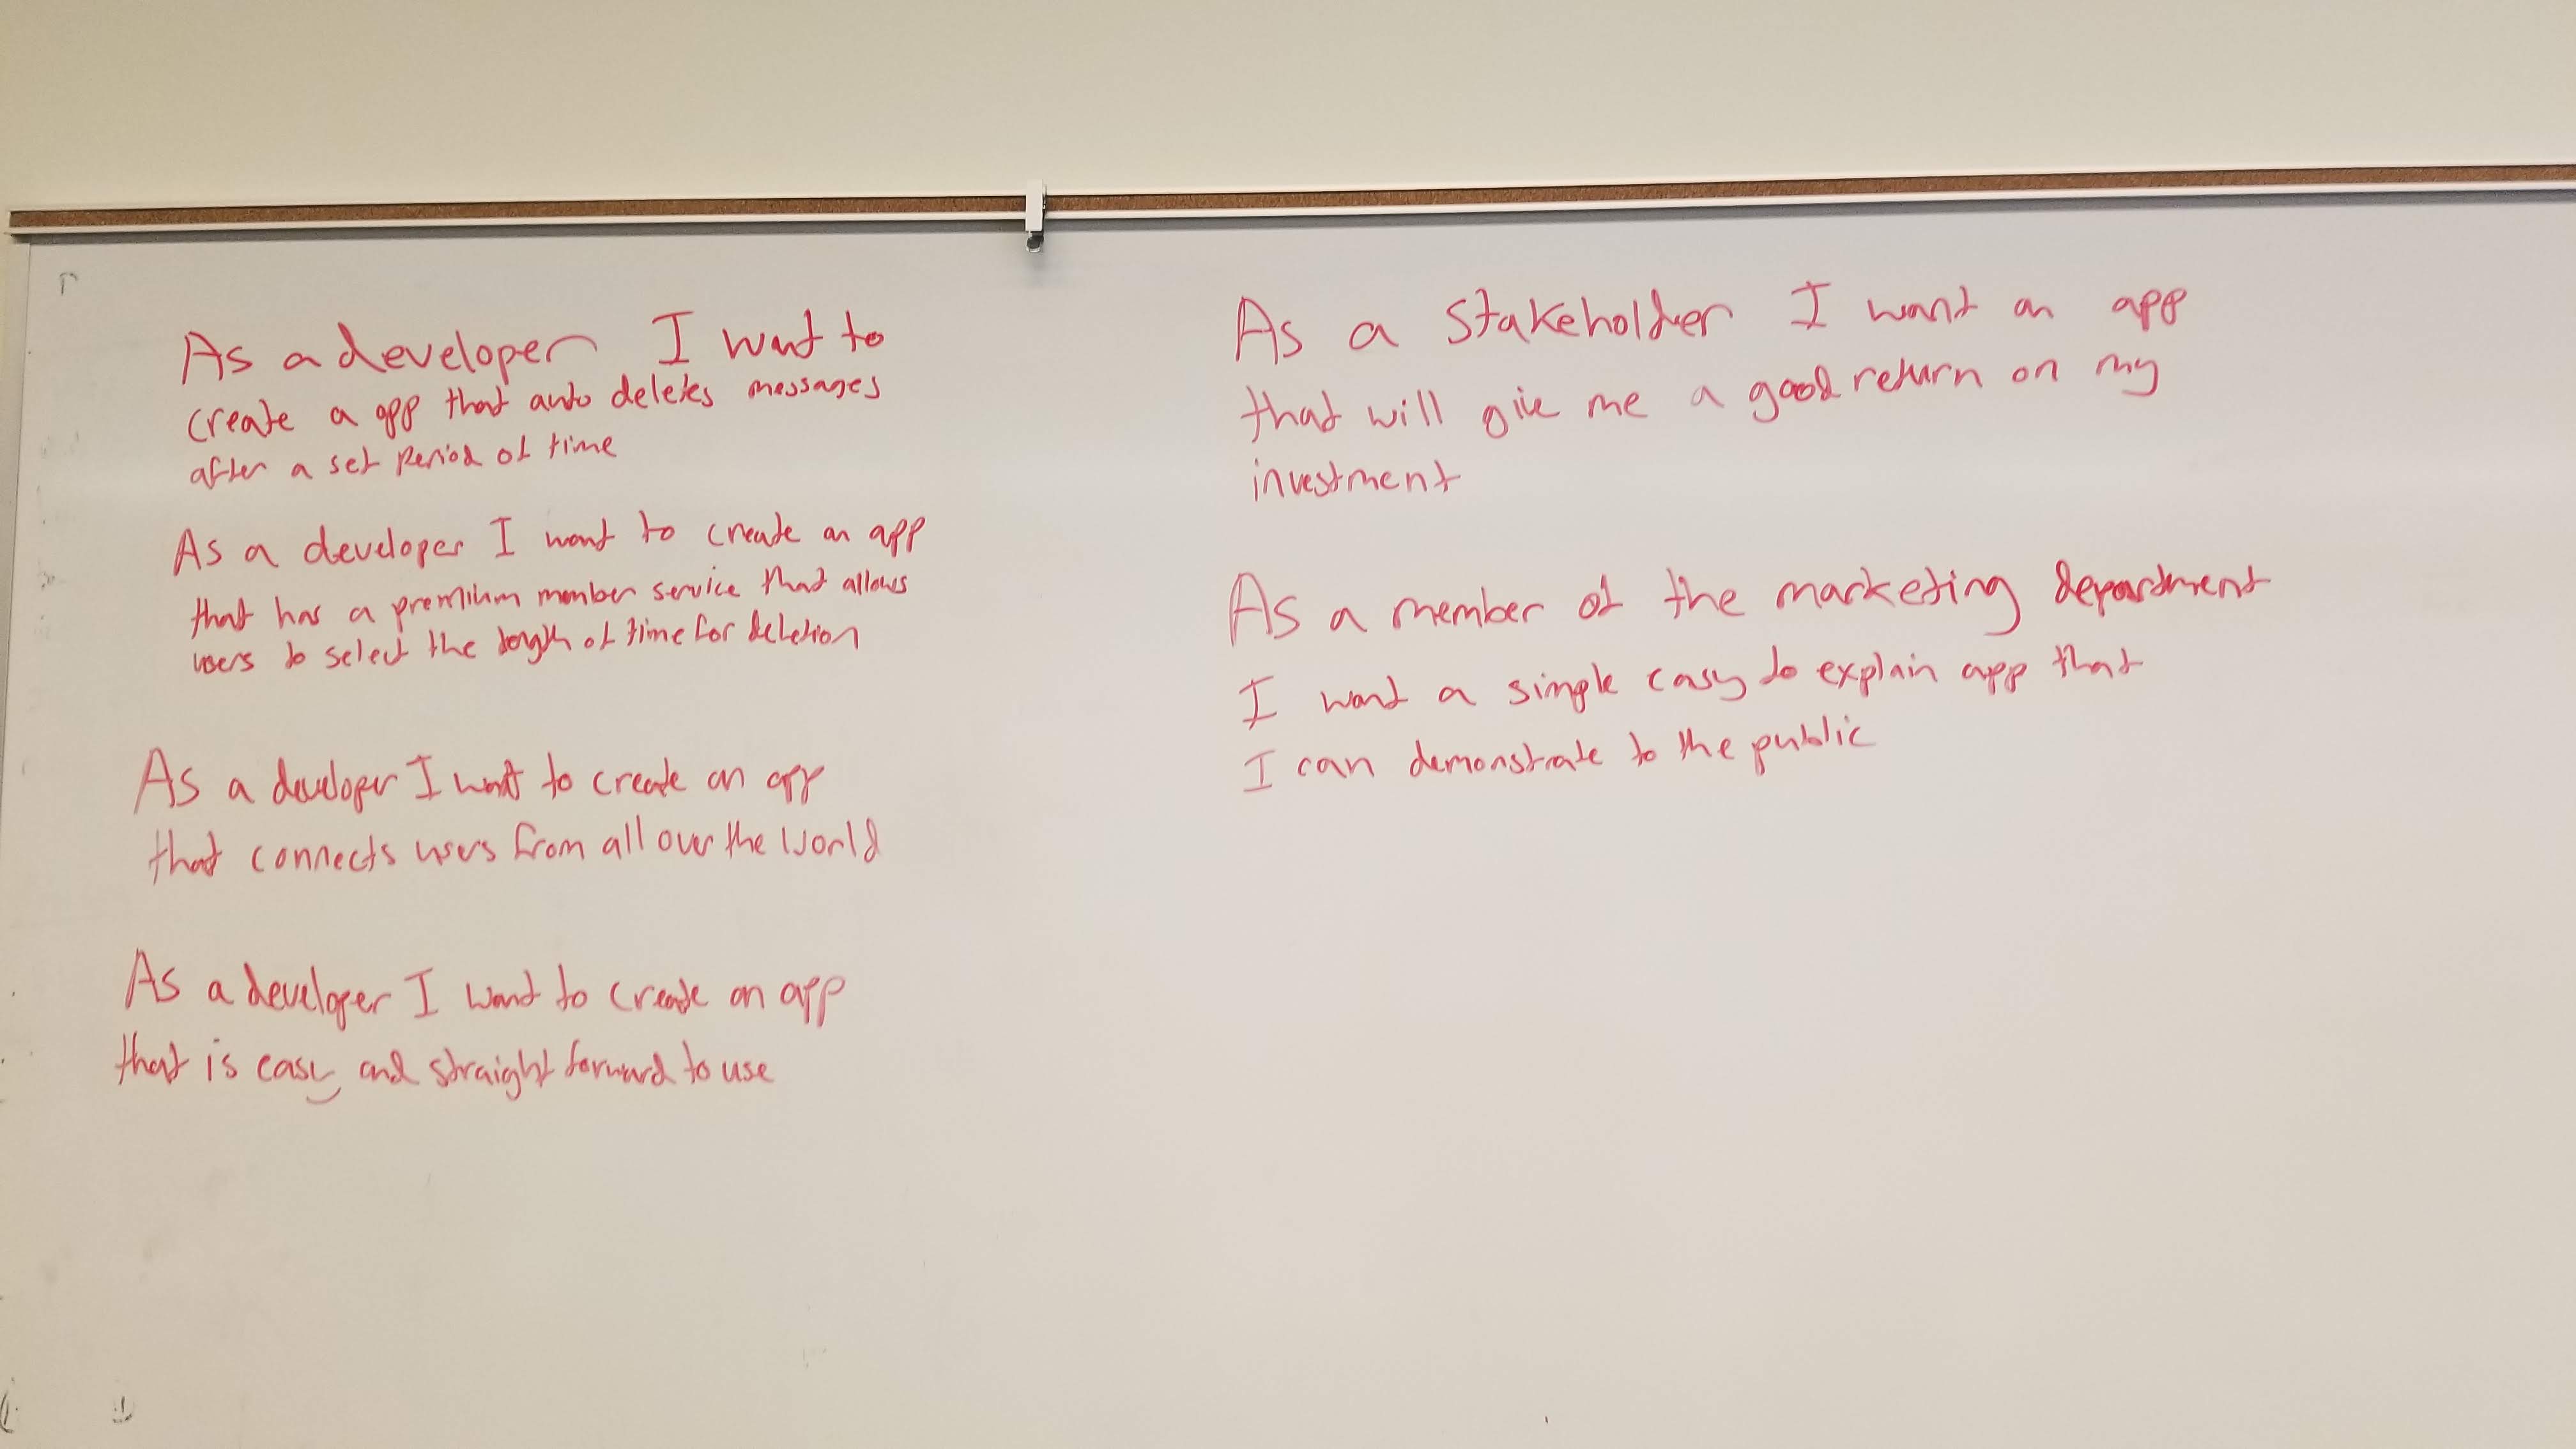 As a developer I want to
create a app that auto deletes messages
after a set period of time
As a developer I want to create an app
that has a premium member service that allows
users to select the length of time for deletion
As a developer I want to create an app
that connects users from all over the world
As a developer I want to create an app
that is easy and straight forward to use
As a Stakeholder I want an app
that will give me a good return on my
investment
As a member of the marketing department
I want a simple easy to explain app that
I can demonstrate to the public